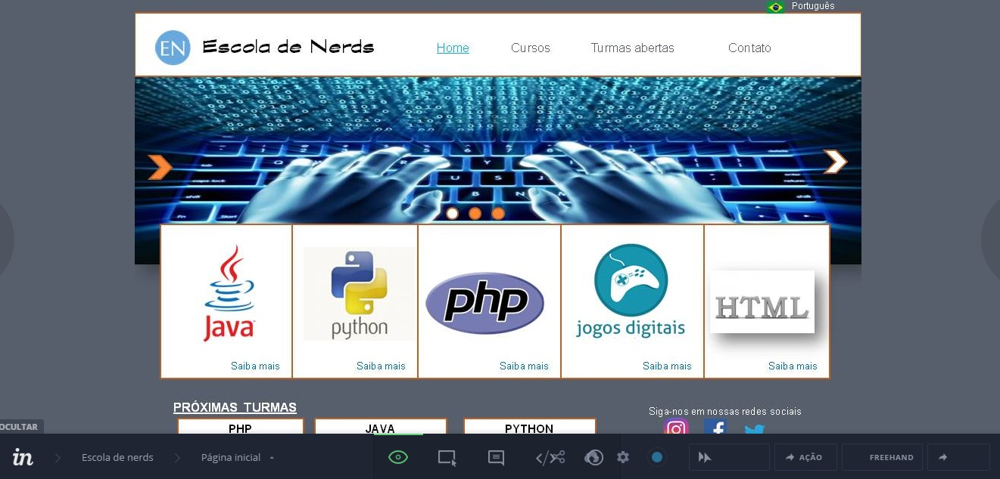 Português
EN Escola de Nerds Home Cursos Turmas abertas Contato
Java
python
php
jogos digitais
HTML
Saiba mais Saiba mais Saiba mais Saiba mais Saiba mais
PRÓXIMAS TURMAS
Siga-nos em nossas redes sociais
PHP JAVA PYTHON
OCULTAR
in Escola de nerds Página inicial AÇÃO FREEHAND